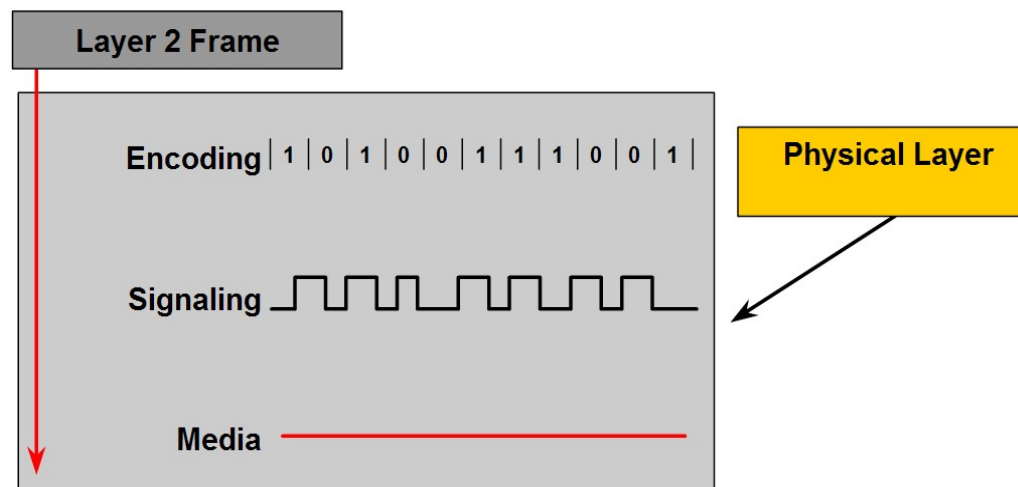 Layer 2 Frame
Encoding | 1 | 0 | 1 | 0 | 0 | 1 | 1 | 1 | 0 | 0 | 1 |
Physical Layer
Signaling
Media